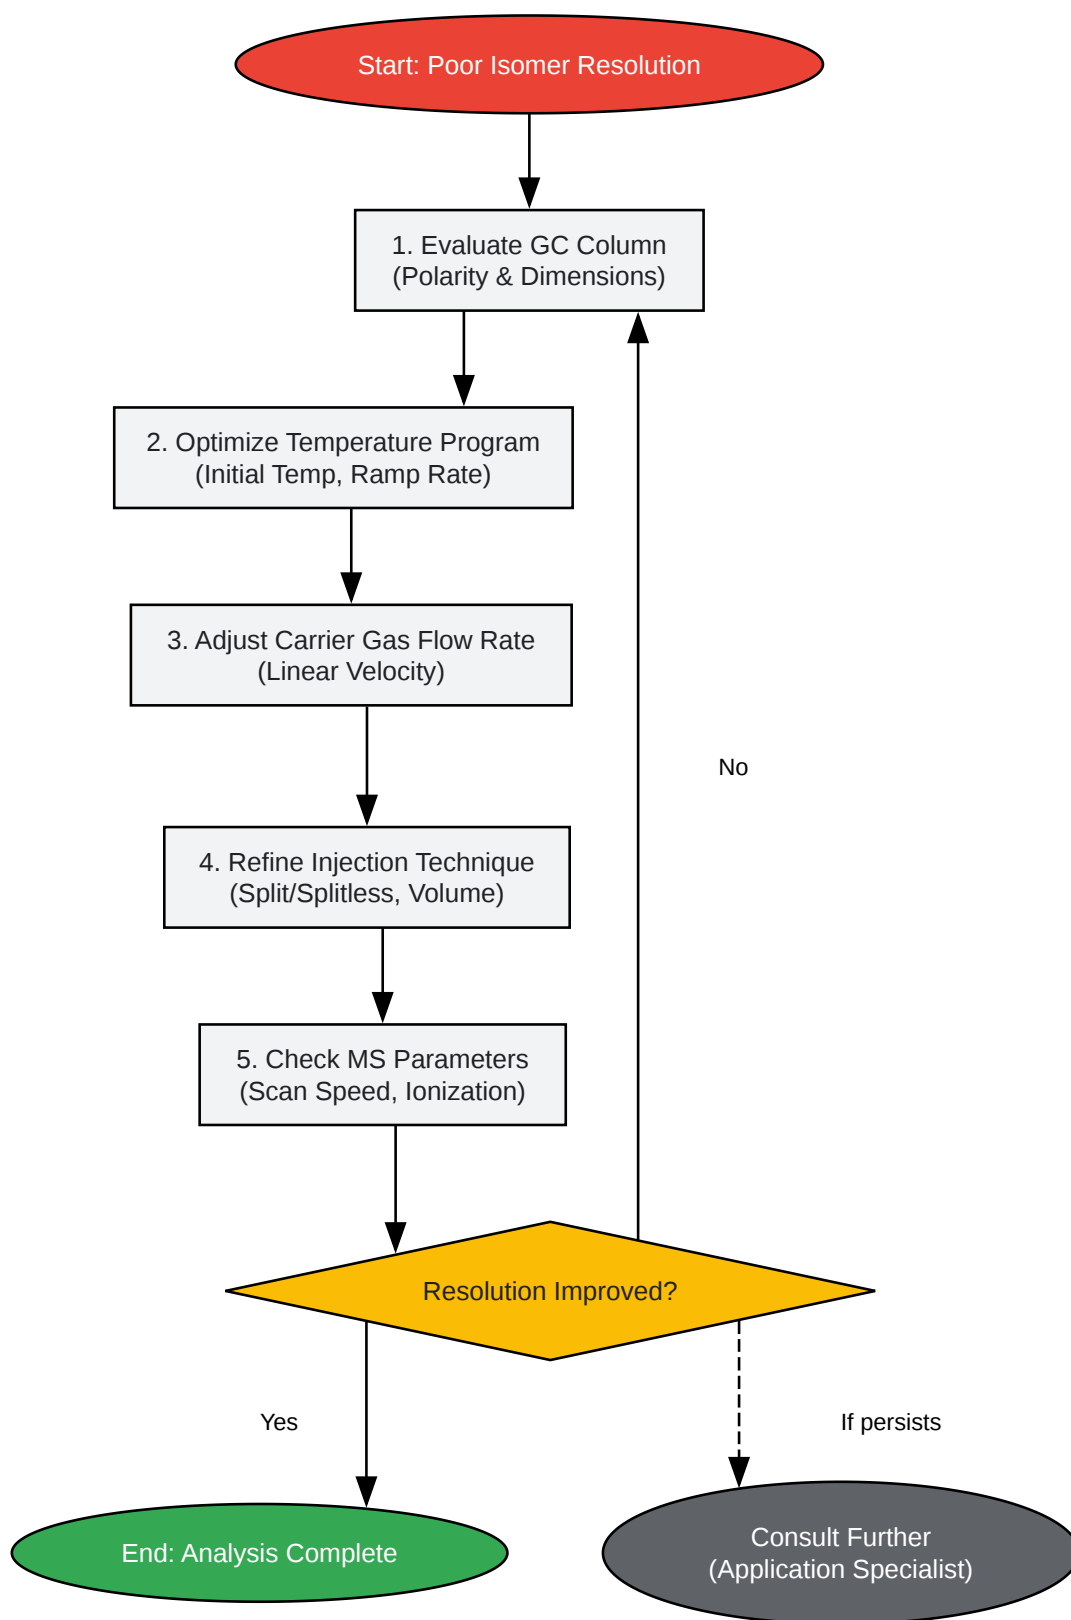 Start: Poor Isomer Resolution
1. Evaluate GC Column
(Polarity & Dimensions)
2. Optimize Temperature Program
(Initial Temp, Ramp Rate)
3. Adjust Carrier Gas Flow Rate
(Linear Velocity)
No
4. Refine Injection Technique
(Split/Splitless, Volume)
5. Check MS Parameters
(Scan Speed, Ionization)
Resolution Improved?
Yes
If persists
End: Analysis Complete
Consult Further
(Application Specialist)